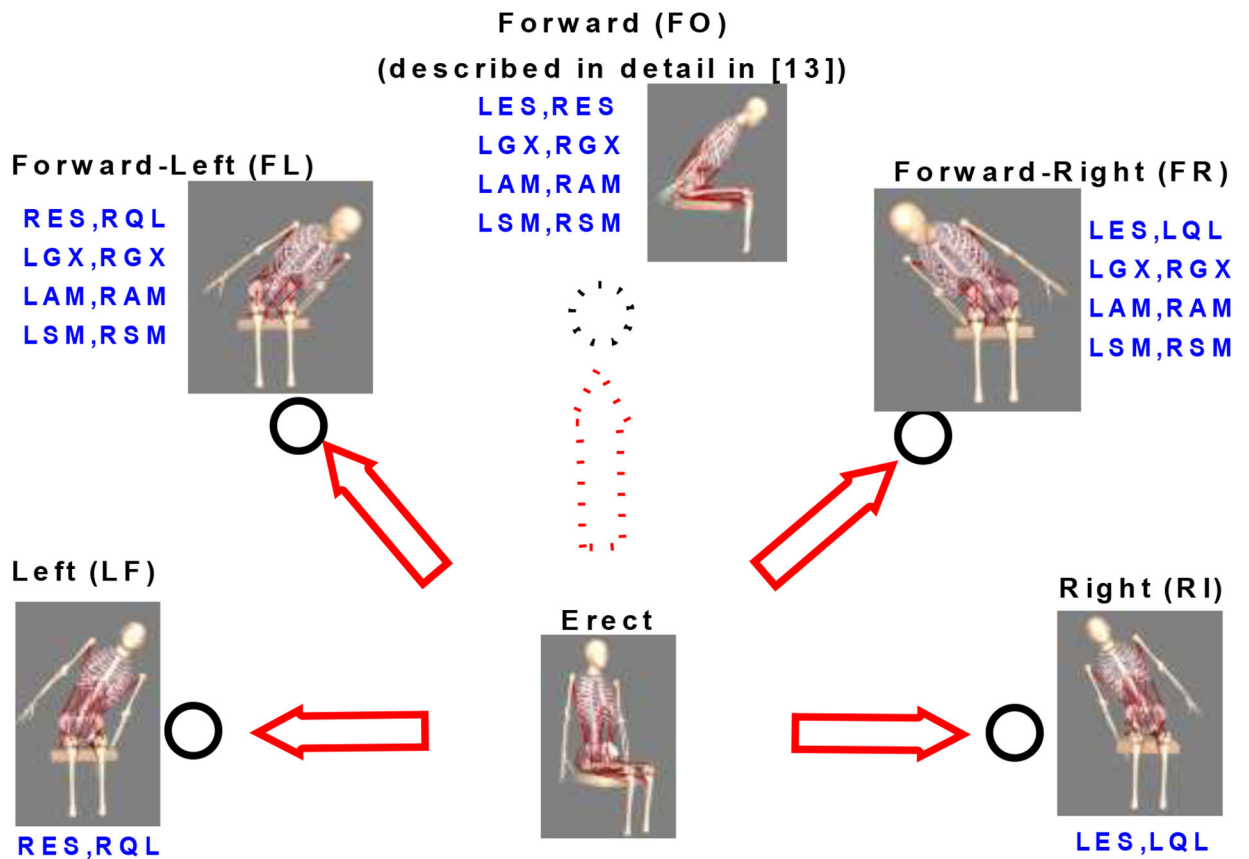 Forward (FO)
(described in detail in [13])
LES,RES
LGX,RGX
LAM,RAM
LSM,RSM
Forward-Left (FL)
RES,RQL
LGX,RGX
LAM,RAM
LSM,RSM
Forward-Right (FR)
LES,LQL
LGX,RGX
LAM,RAM
LSM,RSM
Left (LF)
RES,RQL
Erect
Right (RI)
LES,LQL